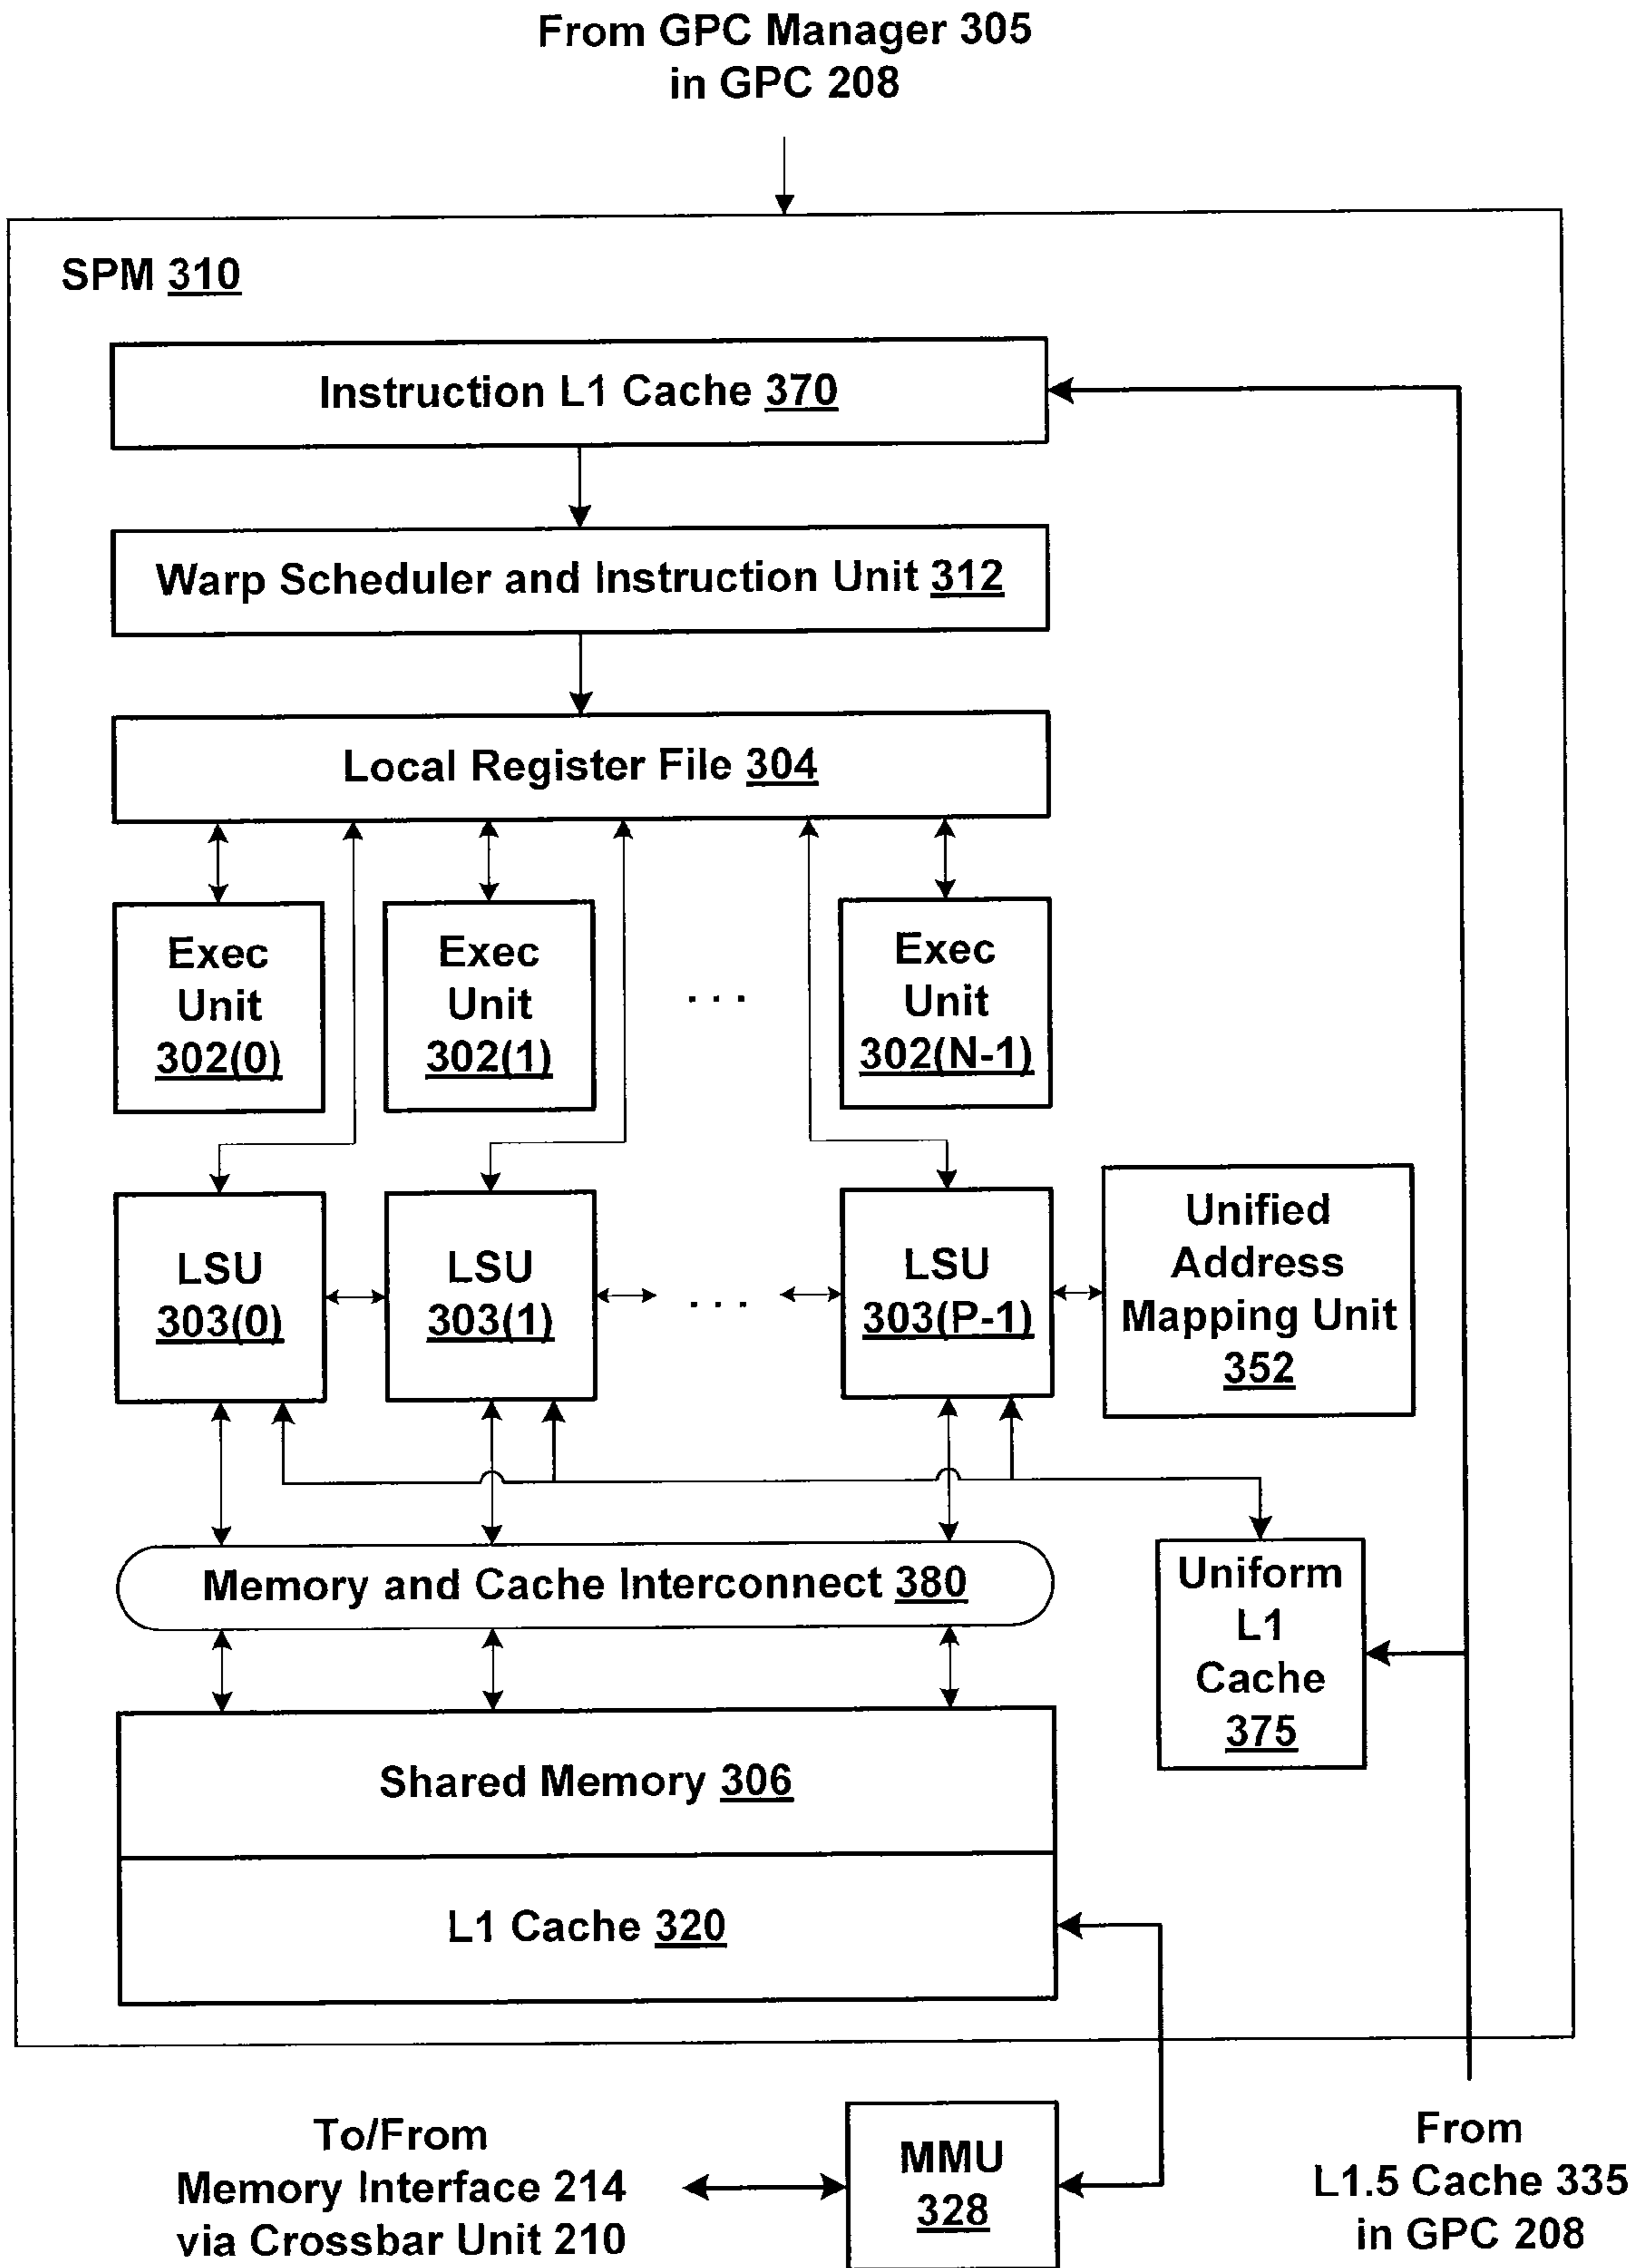 From GPC Manager 305
in GPC 208
SPM 310
Instruction L1 Cache 370
Warp Scheduler and Instruction Unit 312
Local Register File 304
Exec
Unit
302(0)
Exec
Unit
302(1)
. . .
Exec
Unit
302(N-1)
LSU
303(0)
LSU
303(1)
. . .
LSU
303(P-1)
Unified
Address
Mapping Unit
352
Memory and Cache Interconnect 380
Uniform
L1
Cache
375
Shared Memory 306
L1 Cache 320
To/From
Memory Interface 214
via Crossbar Unit 210
MMU
328
From
L1.5 Cache 335
in GPC 208